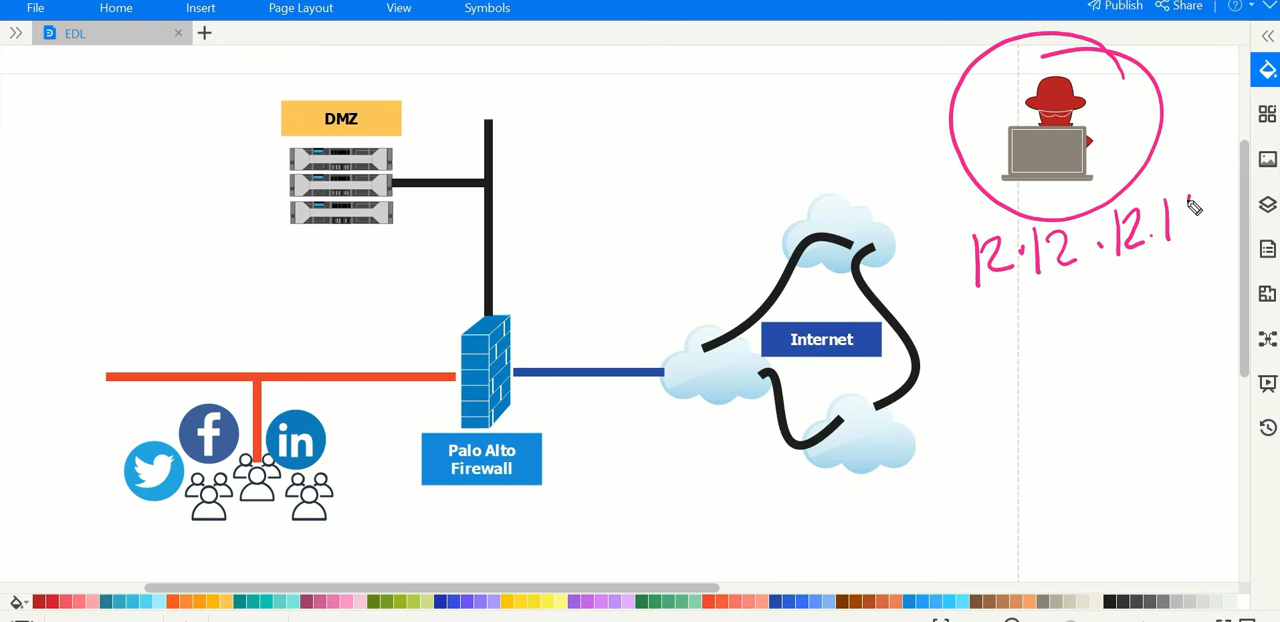 File Home Insert Page Layout View Symbols Publish Share
EDL
DMZ
12.12.12.1
Internet
Palo Alto
Firewall
f
in